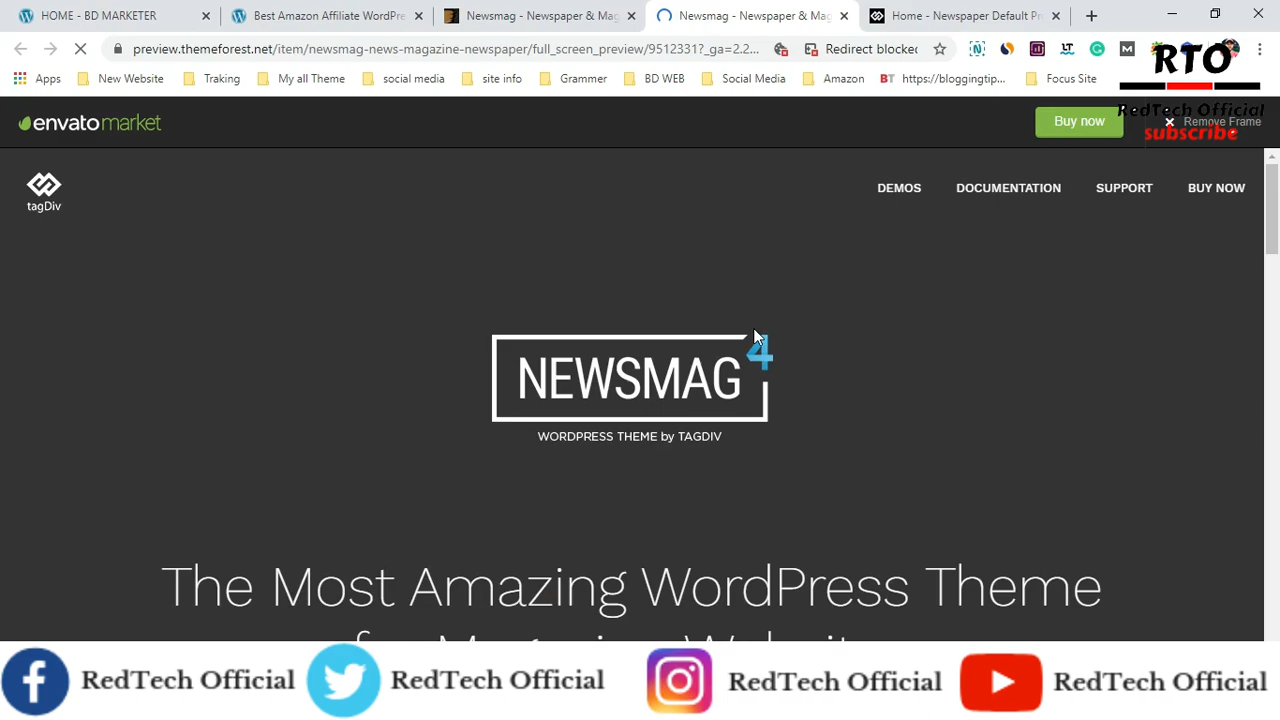 HOME - BD MARKETER
Best Amazon Affiliate WordPre
Newsmag - Newspaper & Mag
Newsmag - Newspaper & Mag
Home - Newspaper Default Pr
preview.themeforest.net/item/newsmag-news-magazine-newspaper/full_screen_preview/9512331?_ga=2.2...
Redirect blocked
Apps
New Website
Traking
My all Theme
social media
Site info
Grammer
BD WEB
Social Media
Amazon
BT https://bloggingtip...
Focus Site
RTO
RedTech Official
subscribe
envatomarket
Buy now
Remove Frame
tagDiv
DEMOS
DOCUMENTATION
SUPPORT
BUY NOW
NEWSMAG 4
WORDPRESS THEME by TAGDIV
The Most Amazing WordPress Theme
RedTech Official
RedTech Official
RedTech Official
RedTech Official